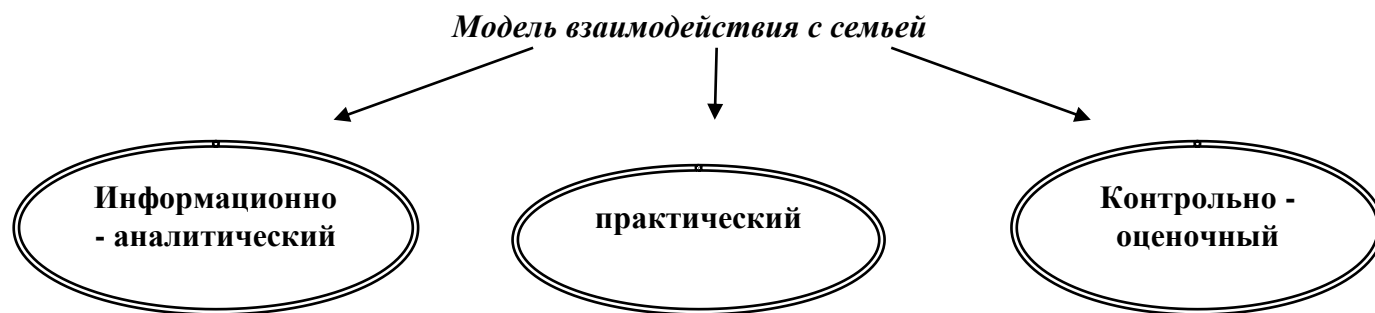 Модель взаимодействия с семьей
Информационно
- аналитический
практический
Контрольно -
оценочный